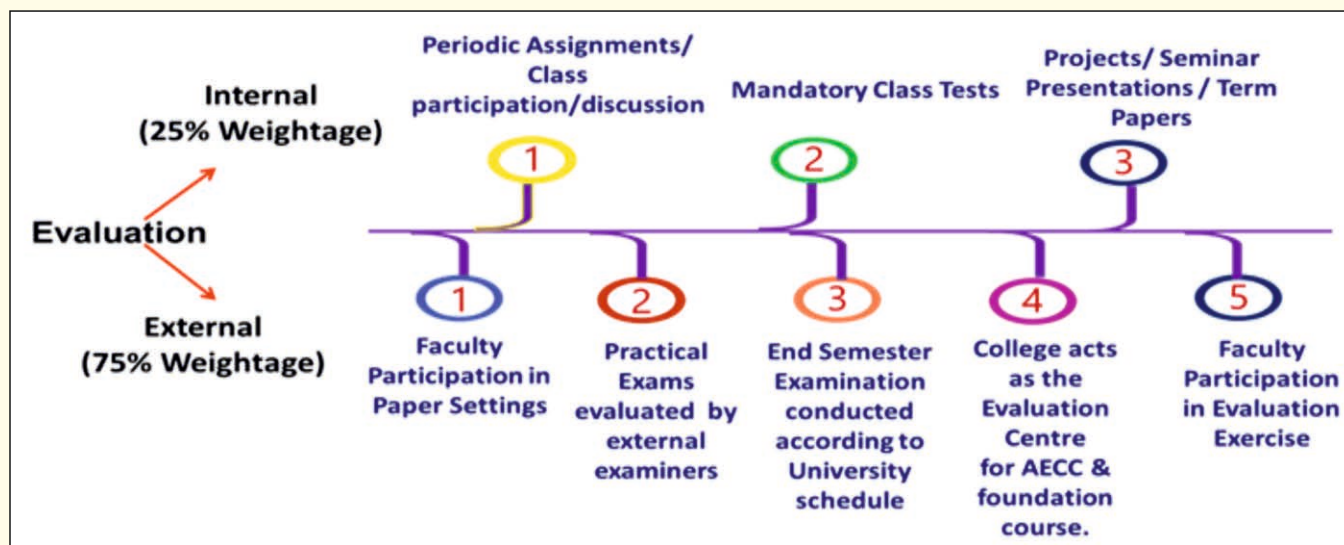 Evaluation
Internal
(25% Weightage)
Periodic Assignments/
Class
participation/discussion
1
Mandatory Class Tests
2
Projects/ Seminar
Presentations / Term
Papers
3
External
(75% Weightage)
1
Faculty
Participation in
Paper Settings
2
Practical
Exams
evaluated by
external
examiners
3
End Semester
Examination
conducted
according to
University
schedule
4
College acts
as the
Evaluation
Centre
for AECC &
foundation
course.
5
Faculty
Participation
in Evaluation
Exercise